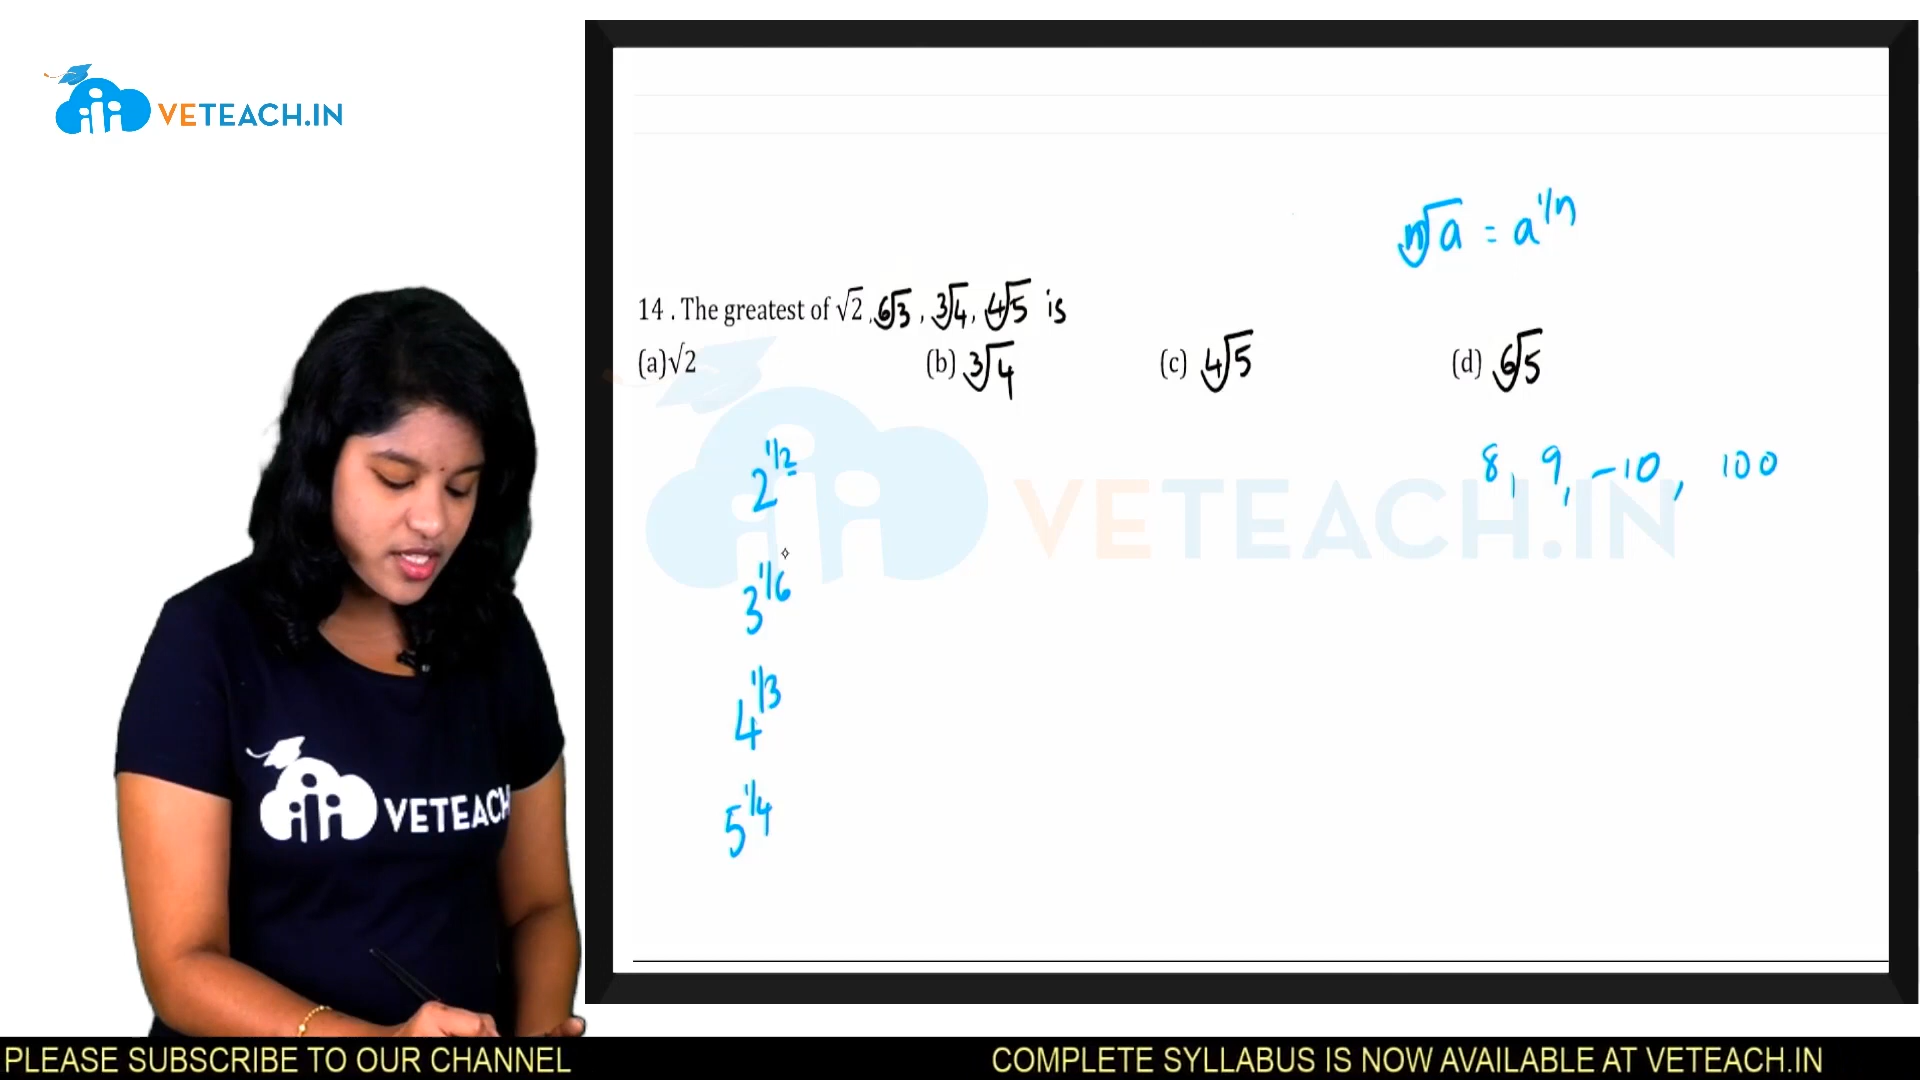 VETEACH.IN
ⁿ√a = a^1/n
14 . The greatest of √2 , ⁶√3 , ³√4 , ⁴√5 is
(a)√2 (b) ³√4 (c) ⁴√5 (d) ⁶√5
2^1/2
8, 9, -10, 100
VETEACH.IN
3^1/6
4^1/3
5^1/4
VETEACH
PLEASE SUBSCRIBE TO OUR CHANNEL
COMPLETE SYLLABUS IS NOW AVAILABLE AT VETEACH.IN